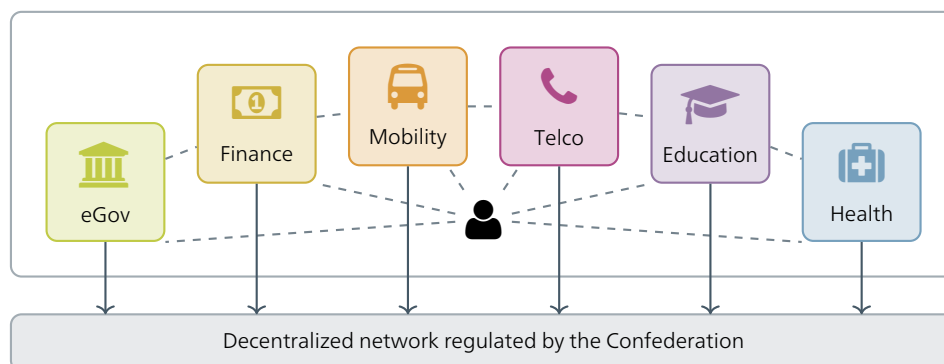 eGov
Finance
Mobility
Telco
Education
Health
Decentralized network regulated by the Confederation